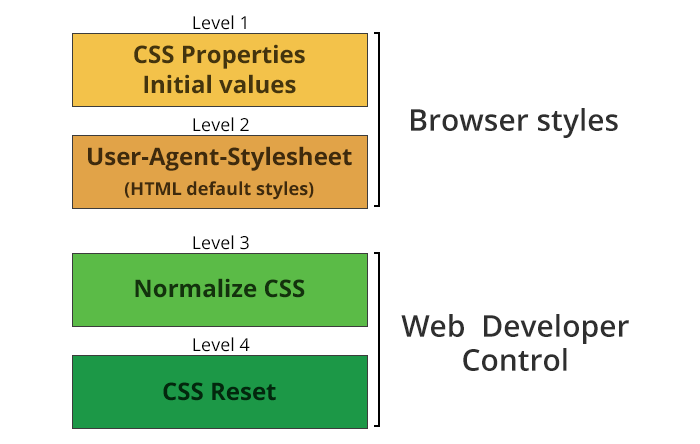 Level 1
CSS Properties
Initial values
Level 2
User-Agent-Stylesheet
(HTML default styles)
Browser styles
Level 3
Normalize CSS
Level 4
CSS Reset
Web  Developer
Control